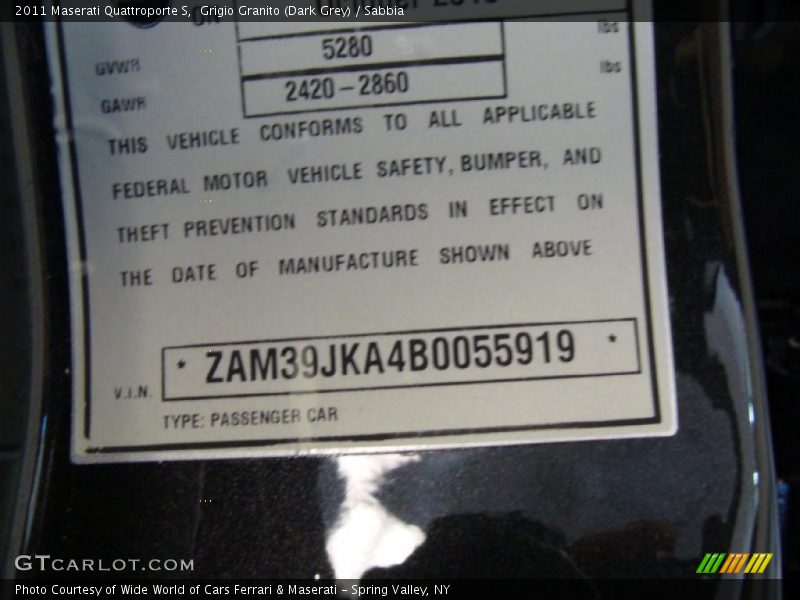 2011 Maserati Quattroporte S, Grigio Granito (Dark Grey) / Sabbia
lbs
GVWR 5280
lbs
GAWR 2420-2860
THIS VEHICLE CONFORMS TO ALL APPLICABLE
FEDERAL MOTOR VEHICLE SAFETY, BUMPER, AND
THEFT PREVENTION STANDARDS IN EFFECT ON
THE DATE OF MANUFACTURE SHOWN ABOVE
V.I.N. * ZAM39JKA4B0055919 *
TYPE: PASSENGER CAR
GTCARLOT.COM
Photo Courtesy of Wide World of Cars Ferrari & Maserati - Spring Valley, NY